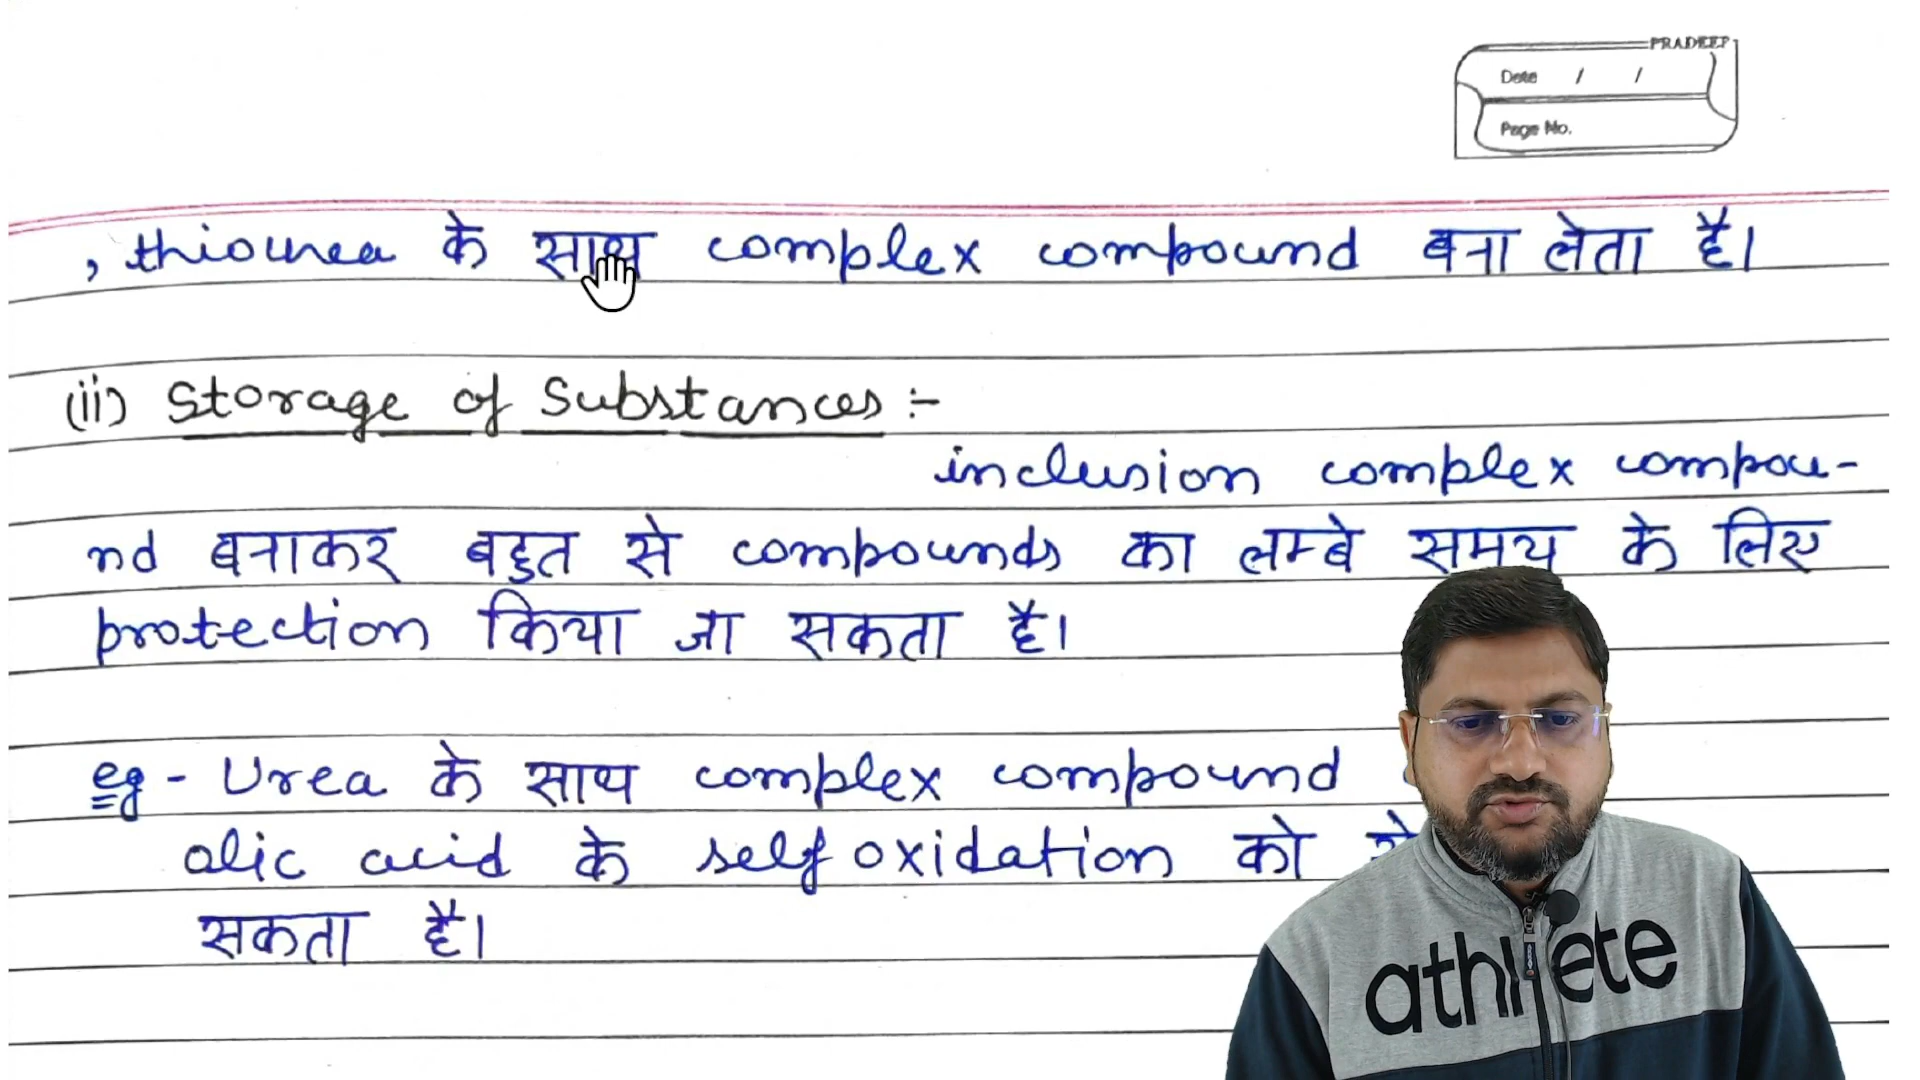 PRADEEP
Date / /
Page No.
, thiourea के साथ complex compound बना लेता है।
(ii) Storage of Substances :-
inclusion complex compou-
nd बनाकर बहुत से compounds का लम्बे समय के लिए
protection किया जा सकता है।
eg - Urea के साथ complex compound
olic acid के self oxidation को
सकता है।
athlete